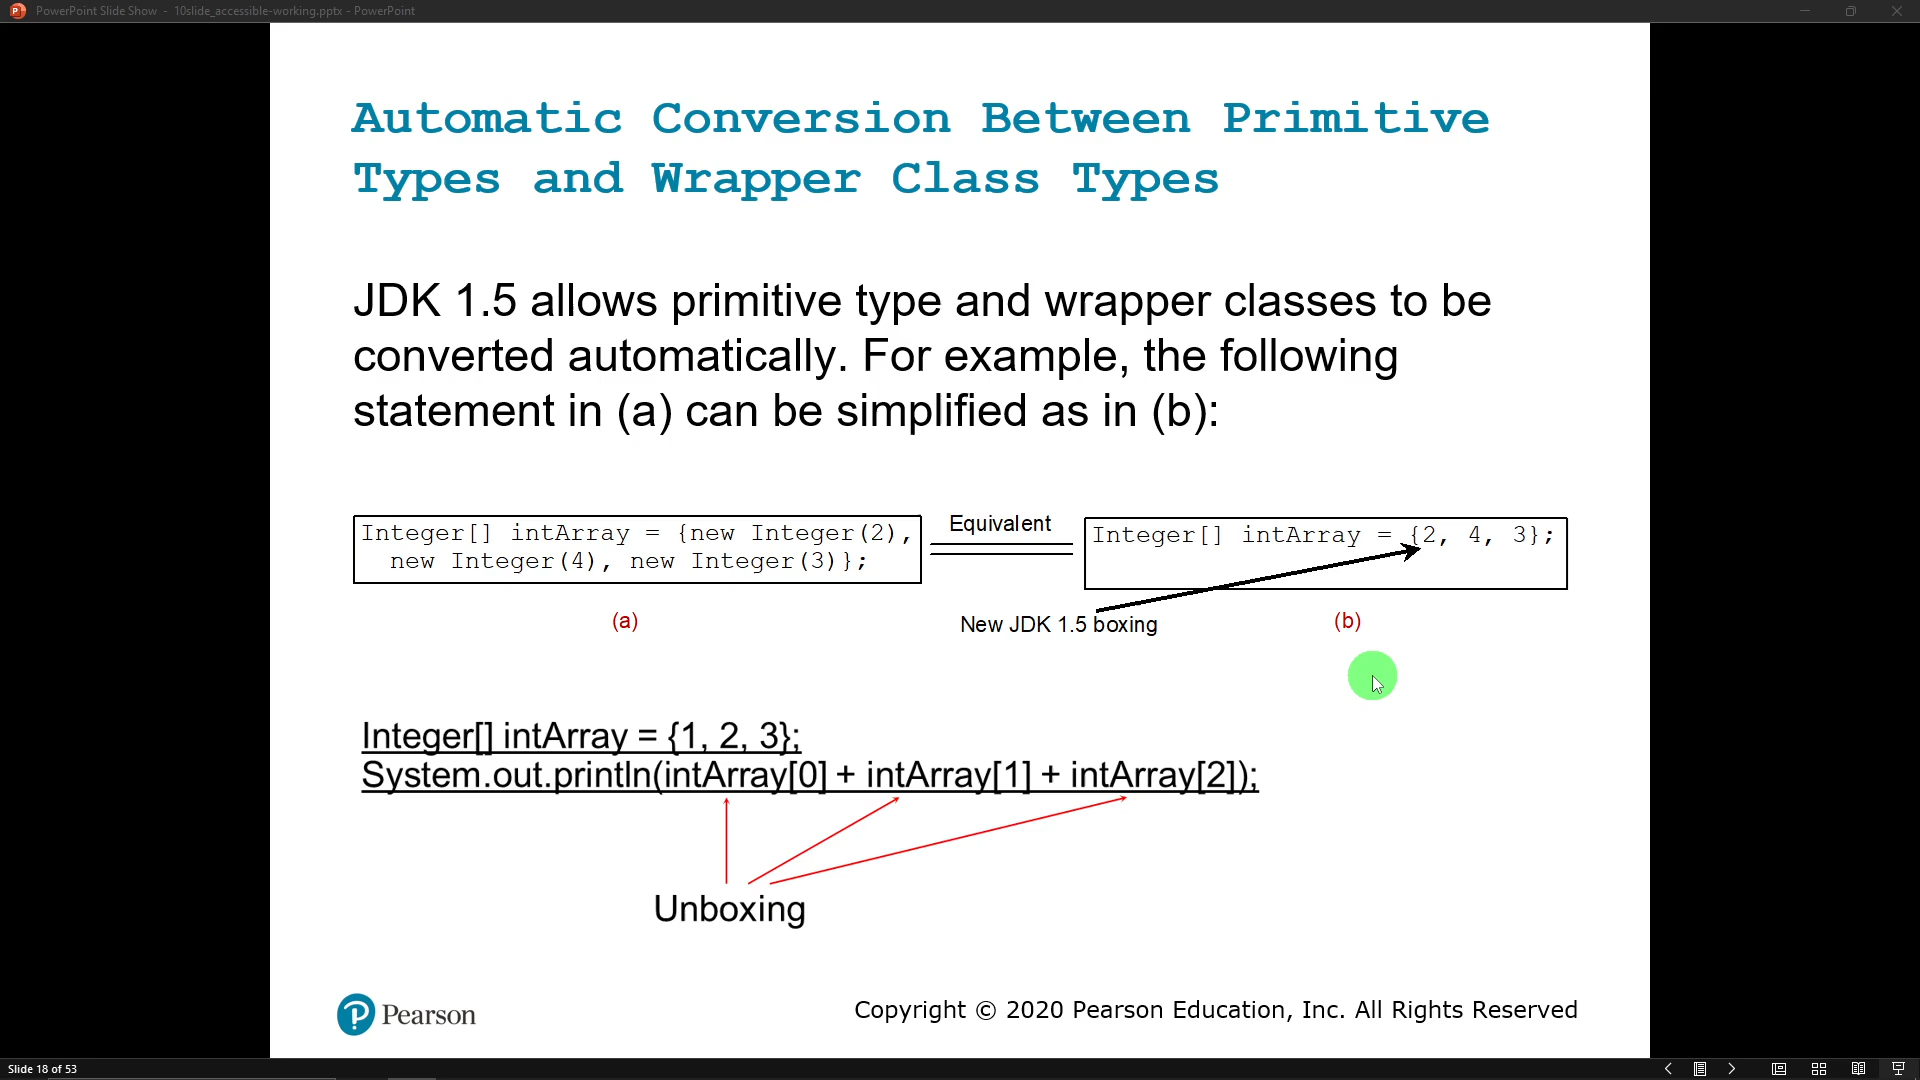 PowerPoint Slide Show - 10slide_accessible-working.pptx - PowerPoint
Automatic Conversion Between Primitive
Types and Wrapper Class Types
JDK 1.5 allows primitive type and wrapper classes to be
converted automatically. For example, the following
statement in (a) can be simplified as in (b):
Integer[] intArray = {new Integer(2),
new Integer(4), new Integer(3)};
(a)
Equivalent
New JDK 1.5 boxing
Integer[] intArray = {2, 4, 3};
(b)
Integer[] intArray = {1, 2, 3};
System.out.println(intArray[0] + intArray[1] + intArray[2]);
Unboxing
Pearson
Copyright © 2020 Pearson Education, Inc. All Rights Reserved
Slide 18 of 53